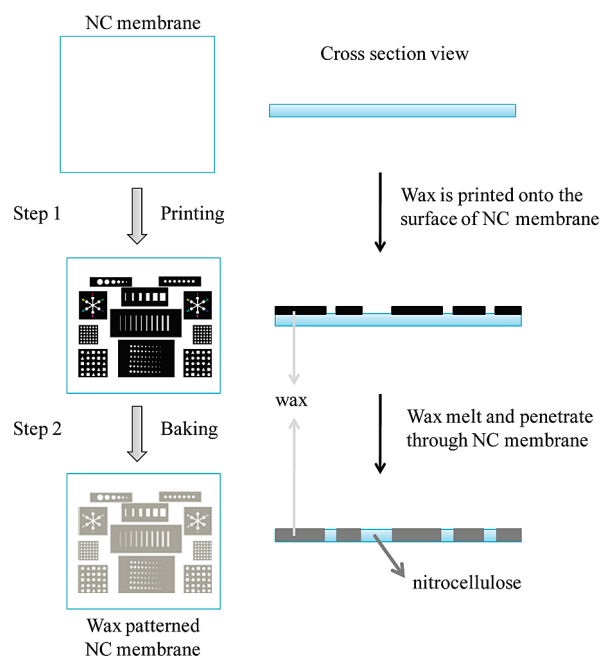 NC membrane
Cross section view
Step 1
Printing
Wax is printed onto the
surface of NC membrane
wax
Step 2
Baking
Wax melt and penetrate
through NC membrane
nitrocellulose
Wax patterned
NC membrane